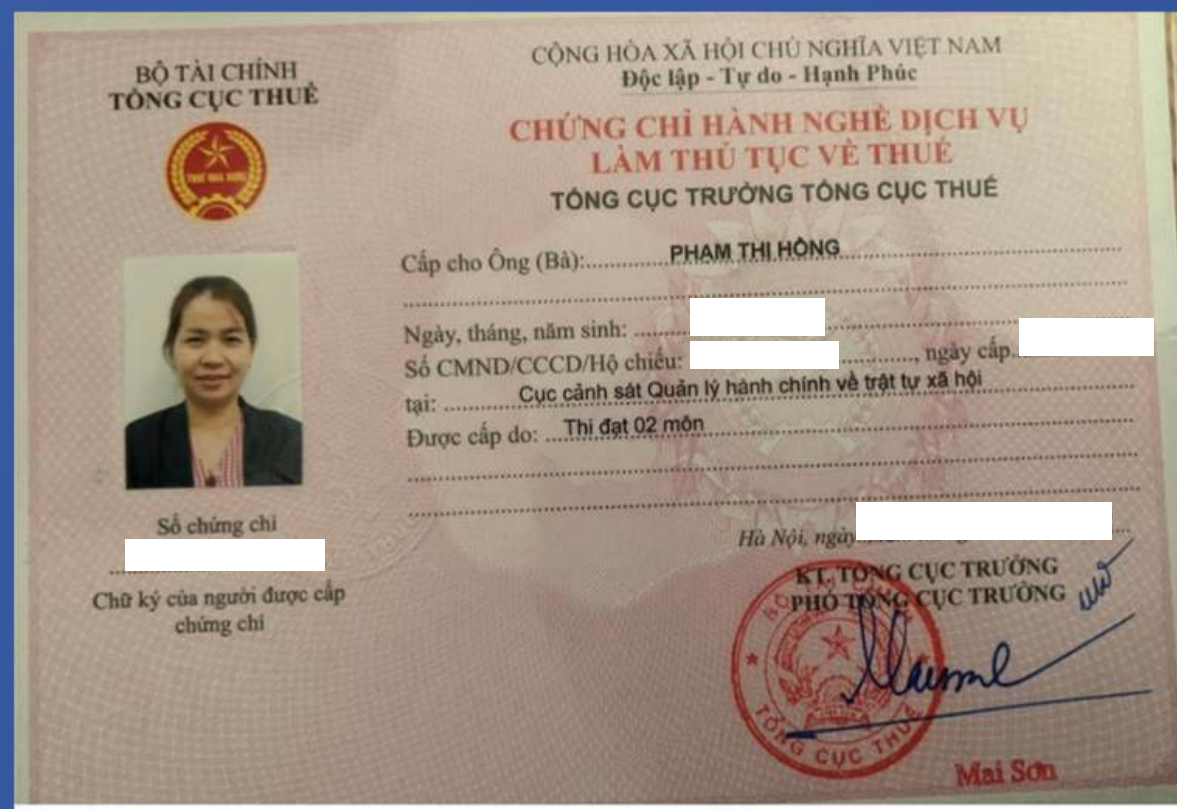 BỘ TÀI CHÍNH
TỔNG CỤC THUẾ
CỘNG HÒA XÃ HỘI CHỦ NGHĨA VIỆT NAM
Độc lập - Tự do - Hạnh Phúc
CHỨNG CHỈ HÀNH NGHỀ DỊCH VỤ
LÀM THỦ TỤC VỀ THUẾ
TỔNG CỤC TRƯỞNG TỔNG CỤC THUẾ
Cấp cho Ông (Bà): PHẠM THỊ HỒNG
Ngày, tháng, năm sinh:
Số CMND/CCCD/Hộ chiếu: , ngày cấp
tại: Cục cảnh sát Quản lý hành chính về trật tự xã hội
Được cấp do: Thi đạt 02 môn
Số chứng chỉ
Chữ ký của người được cấp
chứng chỉ
Hà Nội, ngày
KT. TỔNG CỤC TRƯỞNG
PHÓ TỔNG CỤC TRƯỞNG
TỔNG CỤC THUẾ
Mai Sơn